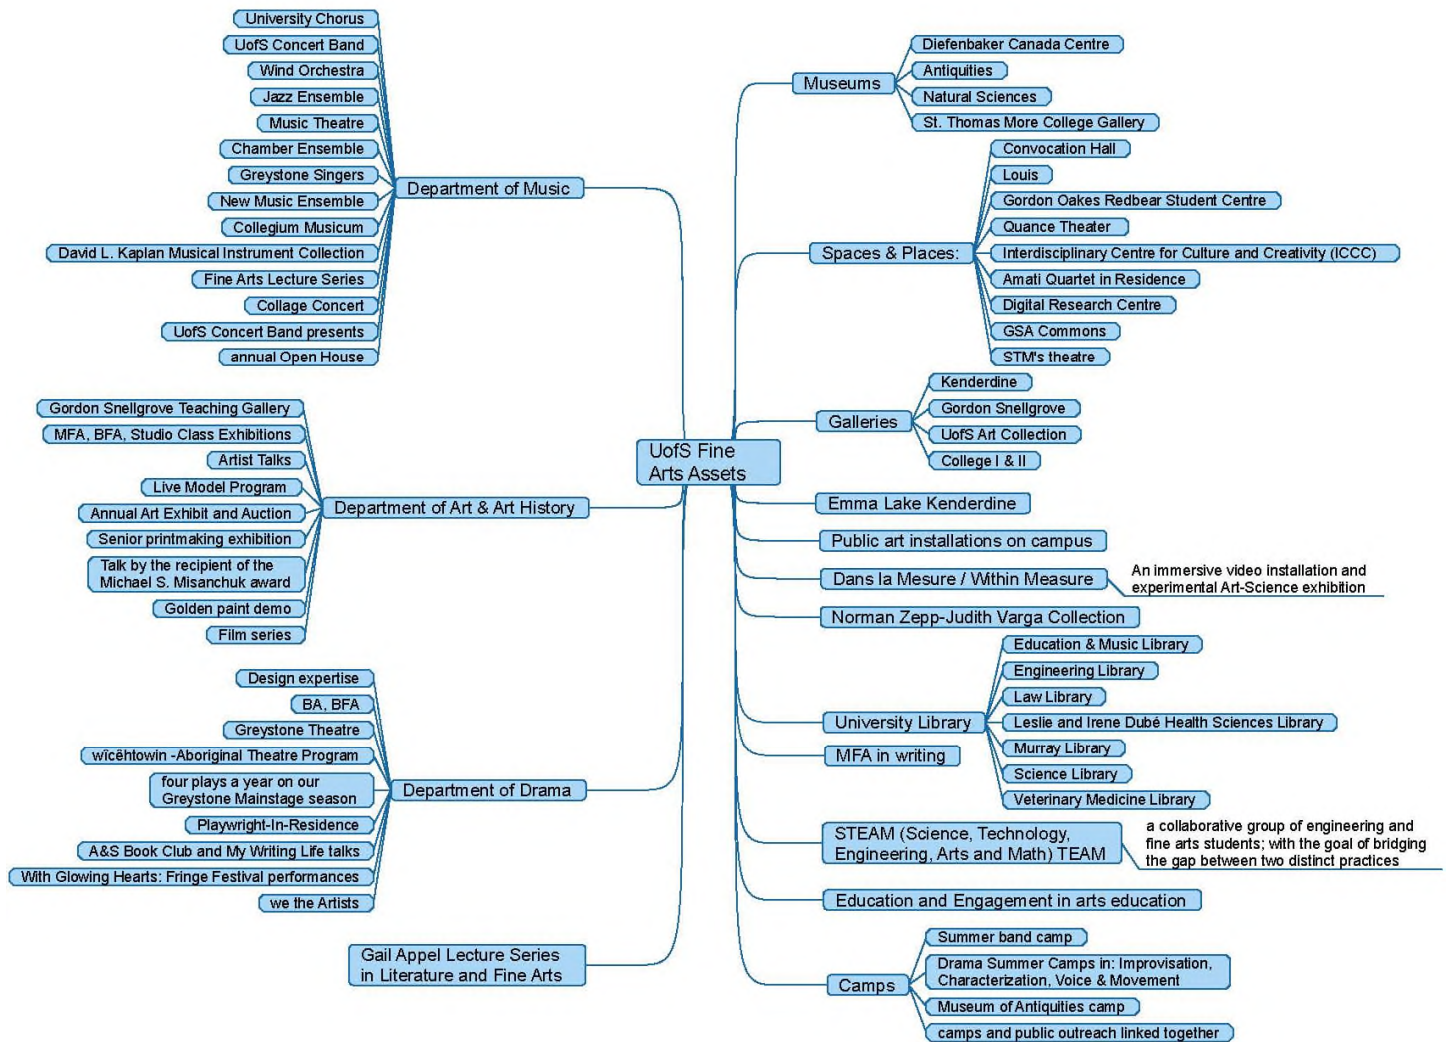 University Chorus
UofS Concert Band
Wind Orchestra
Jazz Ensemble
Music Theatre
Chamber Ensemble
Greystone Singers
New Music Ensemble
Collegium Musicum
David L. Kaplan Musical Instrument Collection
Fine Arts Lecture Series
Collage Concert
UofS Concert Band presents
annual Open House
Department of Music
Gordon Snellgrove Teaching Gallery
MFA, BFA, Studio Class Exhibitions
Artist Talks
Live Model Program
Annual Art Exhibit and Auction
Senior printmaking exhibition
Talk by the recipient of the
Michael S. Misanchuk award
Golden paint demo
Film series
Department of Art & Art History
Design expertise
BA, BFA
Greystone Theatre
wīcēhtowin -Aboriginal Theatre Program
four plays a year on our
Greystone Mainstage season
Playwright-In-Residence
A&S Book Club and My Writing Life talks
With Glowing Hearts: Fringe Festival performances
we the Artists
Department of Drama
Gail Appel Lecture Series
in Literature and Fine Arts
UofS Fine
Arts Assets
Museums
Diefenbaker Canada Centre
Antiquities
Natural Sciences
St. Thomas More College Gallery
Spaces & Places:
Convocation Hall
Louis
Gordon Oakes Redbear Student Centre
Quance Theater
Interdisciplinary Centre for Culture and Creativity (ICCC)
Amati Quartet in Residence
Digital Research Centre
GSA Commons
STM's theatre
Galleries
Kenderdine
Gordon Snellgrove
UofS Art Collection
College I & II
Emma Lake Kenderdine
Public art installations on campus
Dans la Mesure / Within Measure
An immersive video installation and
experimental Art-Science exhibition
Norman Zepp-Judith Varga Collection
University Library
Education & Music Library
Engineering Library
Law Library
Leslie and Irene Dubé Health Sciences Library
Murray Library
Science Library
Veterinary Medicine Library
MFA in writing
STEAM (Science, Technology,
Engineering, Arts and Math) TEAM
a collaborative group of engineering and
fine arts students; with the goal of bridging
the gap between two distinct practices
Education and Engagement in arts education
Camps
Summer band camp
Drama Summer Camps in: Improvisation,
Characterization, Voice & Movement
Museum of Antiquities camp
camps and public outreach linked together